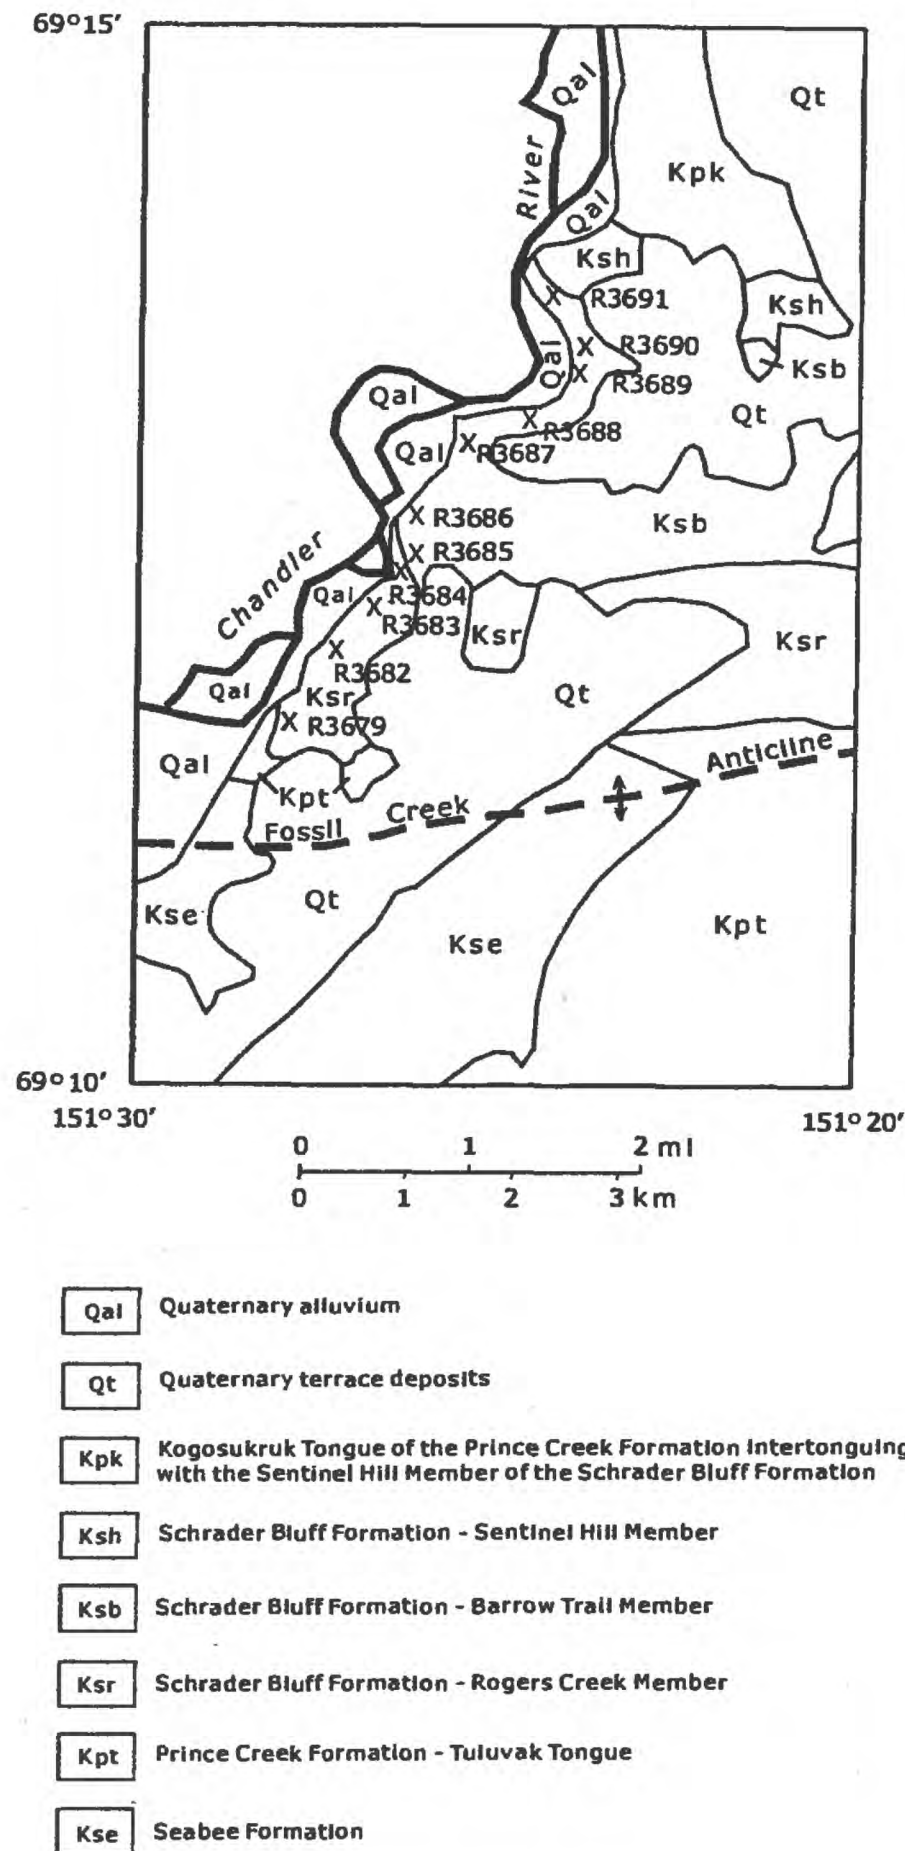 69°15'
Qal
Qt
River
Kpk
Qal
Ksh
R3691
Ksh
R3690
Qal
Ksb
R3689
Qal
Qt
R3688
Qal
R3687
R3686
Ksb
R3685
Chandler
Qal
R3684
R3683
Ksr
Ksr
R3682
Qal
Ksr
Qt
R3679
Anticline
Qal
Kpt
Creek
Fossil
Qt
Kse
Kse
Kpt
69°10'
151°30'
151°20'
0 1 2 mi
0 1 2 3 km
Qal Quaternary alluvium
Qt Quaternary terrace deposits
Kpk Kogosukruk Tongue of the Prince Creek Formation intertonguing
with the Sentinel Hill Member of the Schrader Bluff Formation
Ksh Schrader Bluff Formation - Sentinel Hill Member
Ksb Schrader Bluff Formation - Barrow Trail Member
Ksr Schrader Bluff Formation - Rogers Creek Member
Kpt Prince Creek Formation - Tuluvak Tongue
Kse Seabee Formation